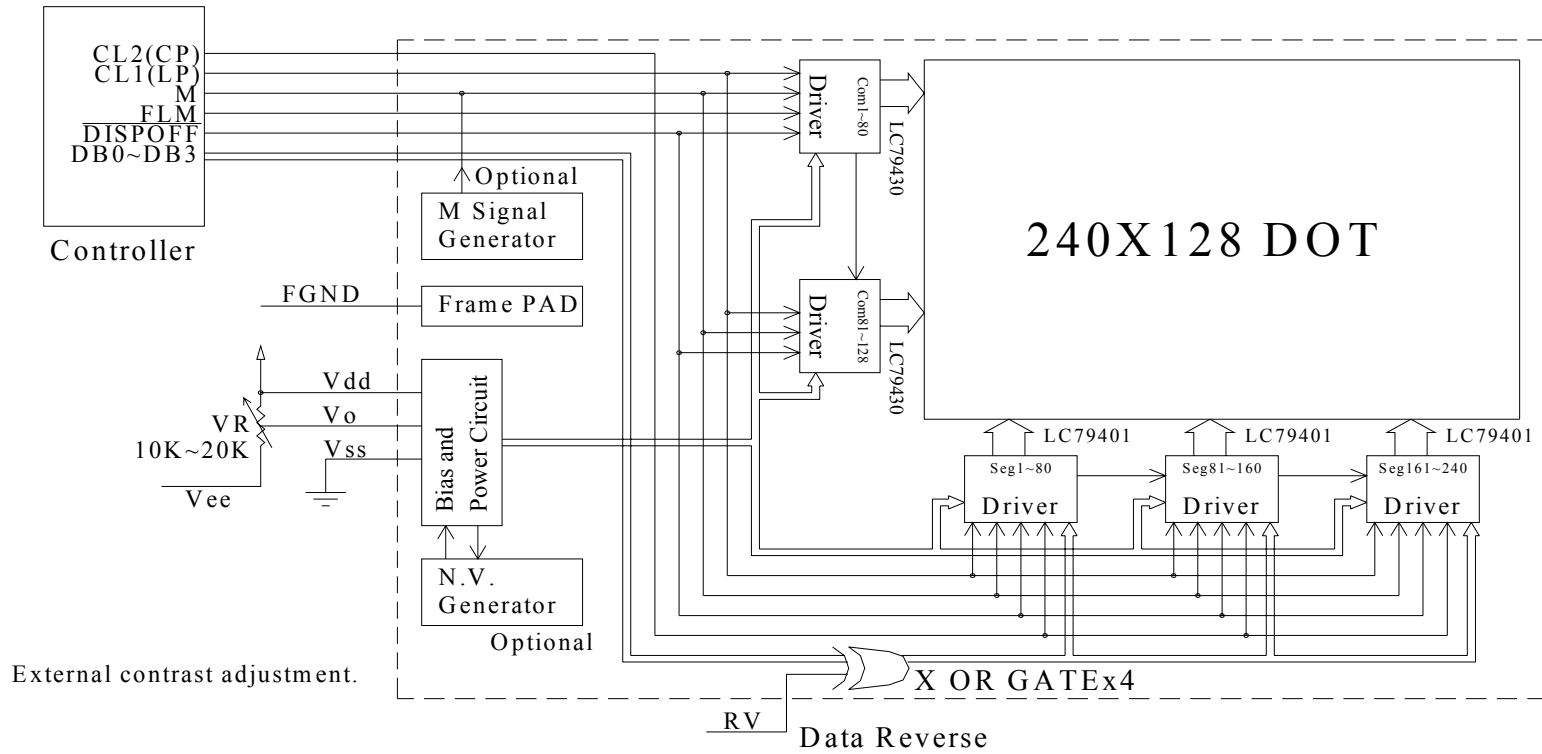 CL2(CP)
CL1(LP)
M
FLM
DISPOFF
DB0~DB3
Controller
Optional
M Signal
Generator
FGND
Frame PAD
Vdd
Vo
VR
10K~20K
Vss
Vee
Bias and
Power Circuit
N.V.
Generator
Optional
External contrast adjustment.
Driver
Com1~80
LC79430
Driver
Com81~128
LC79430
240X128 DOT
LC79401
LC79401
LC79401
Seg1~80
Driver
Seg81~160
Driver
Seg161~240
Driver
X OR GATEx4
RV
Data Reverse